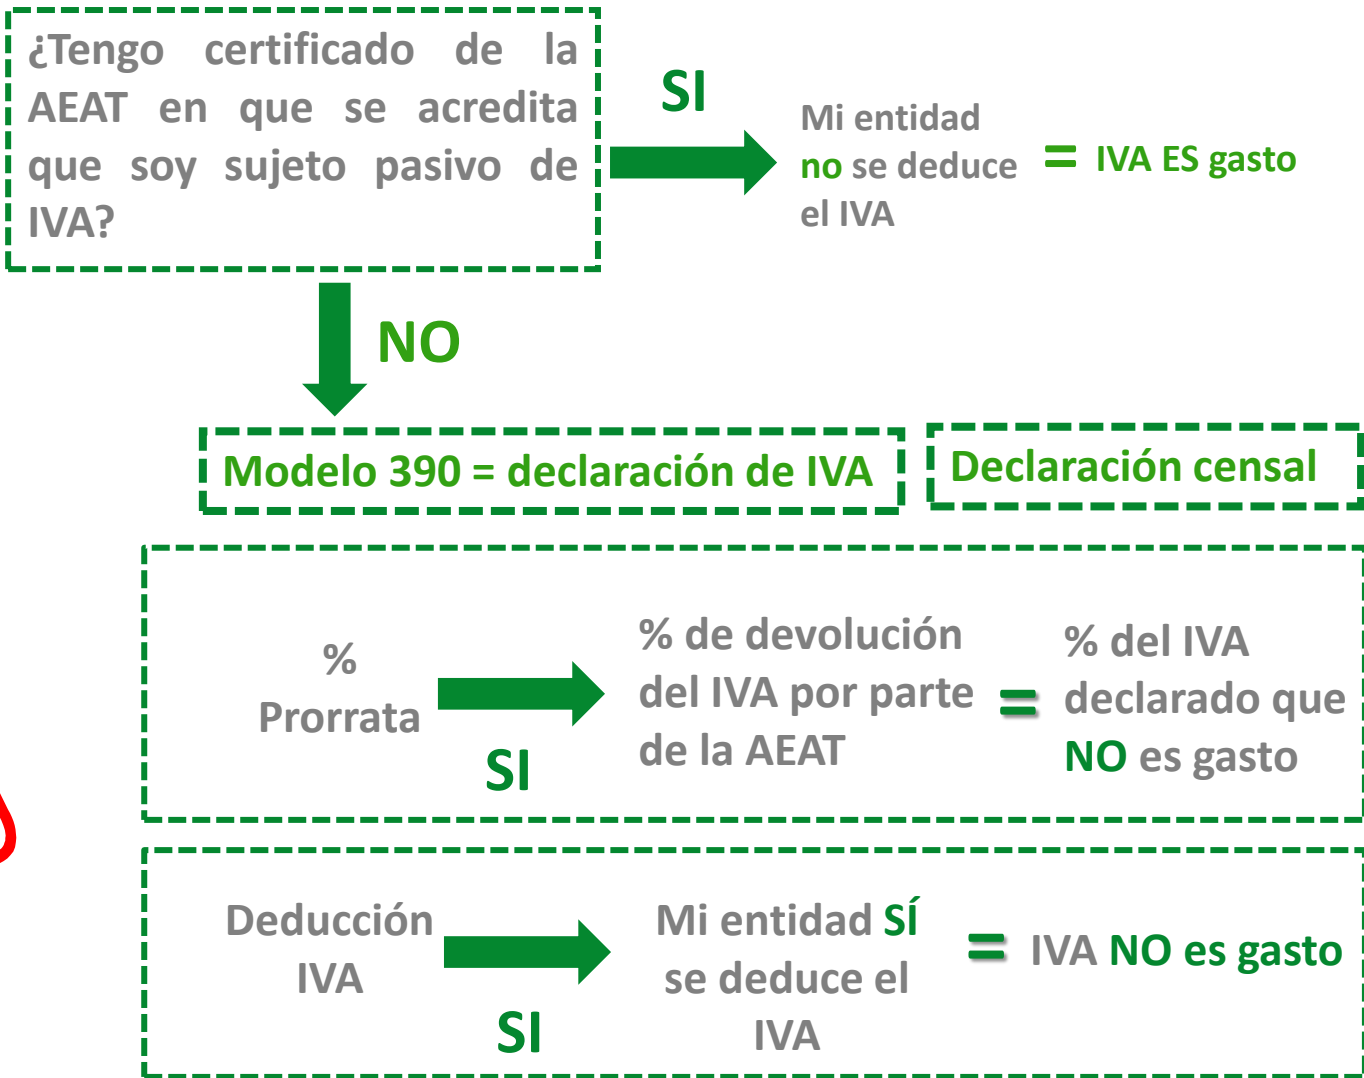 ¿Tengo certificado de la
AEAT en que se acredita
que soy sujeto pasivo de
IVA?
SI
Mi entidad
no se deduce
el IVA
= IVA ES gasto
NO
Modelo 390 = declaración de IVA
Declaración censal
%
Prorrata
SI
% de devolución
del IVA por parte
de la AEAT
=
% del IVA
declarado que
NO es gasto
Deducción
IVA
SI
Mi entidad SÍ
se deduce el
IVA
= IVA NO es gasto